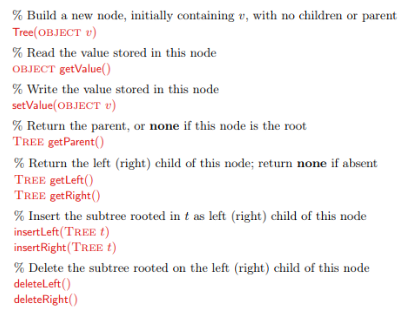 % Build a new node, initially containing v, with no children or parent
Tree(OBJECT v)
% Read the value stored in this node
OBJECT getValue()
% Write the value stored in this node
setValue(OBJECT v)
% Return the parent, or none if this node is the root
TREE getParent()
% Return the left (right) child of this node; return none if absent
TREE getLeft()
TREE getRight()
% Insert the subtree rooted in t as left (right) child of this node
insertLeft(TREE t)
insertRight(TREE t)
% Delete the subtree rooted on the left (right) child of this node
deleteLeft()
deleteRight()